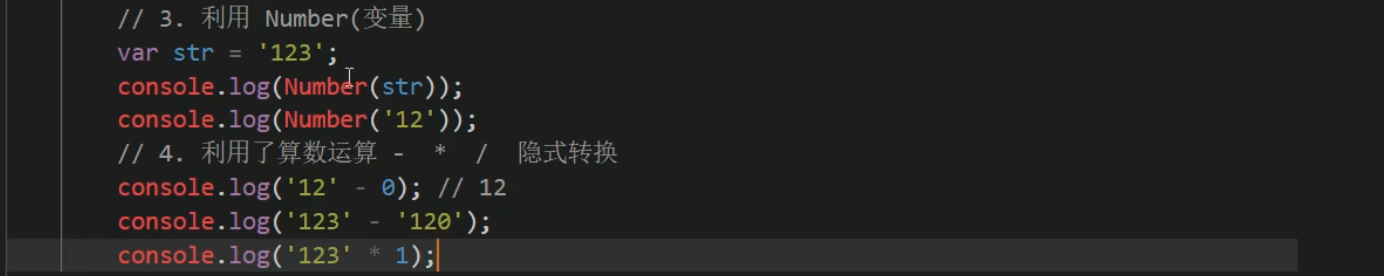 // 3. 利用 Number(变量)
var str = '123';
console.log(Number(str));
console.log(Number('12'));
// 4. 利用了算数运算 -  *  /  隐式转换
console.log('12' - 0); // 12
console.log('123' - '120');
console.log('123' * 1);